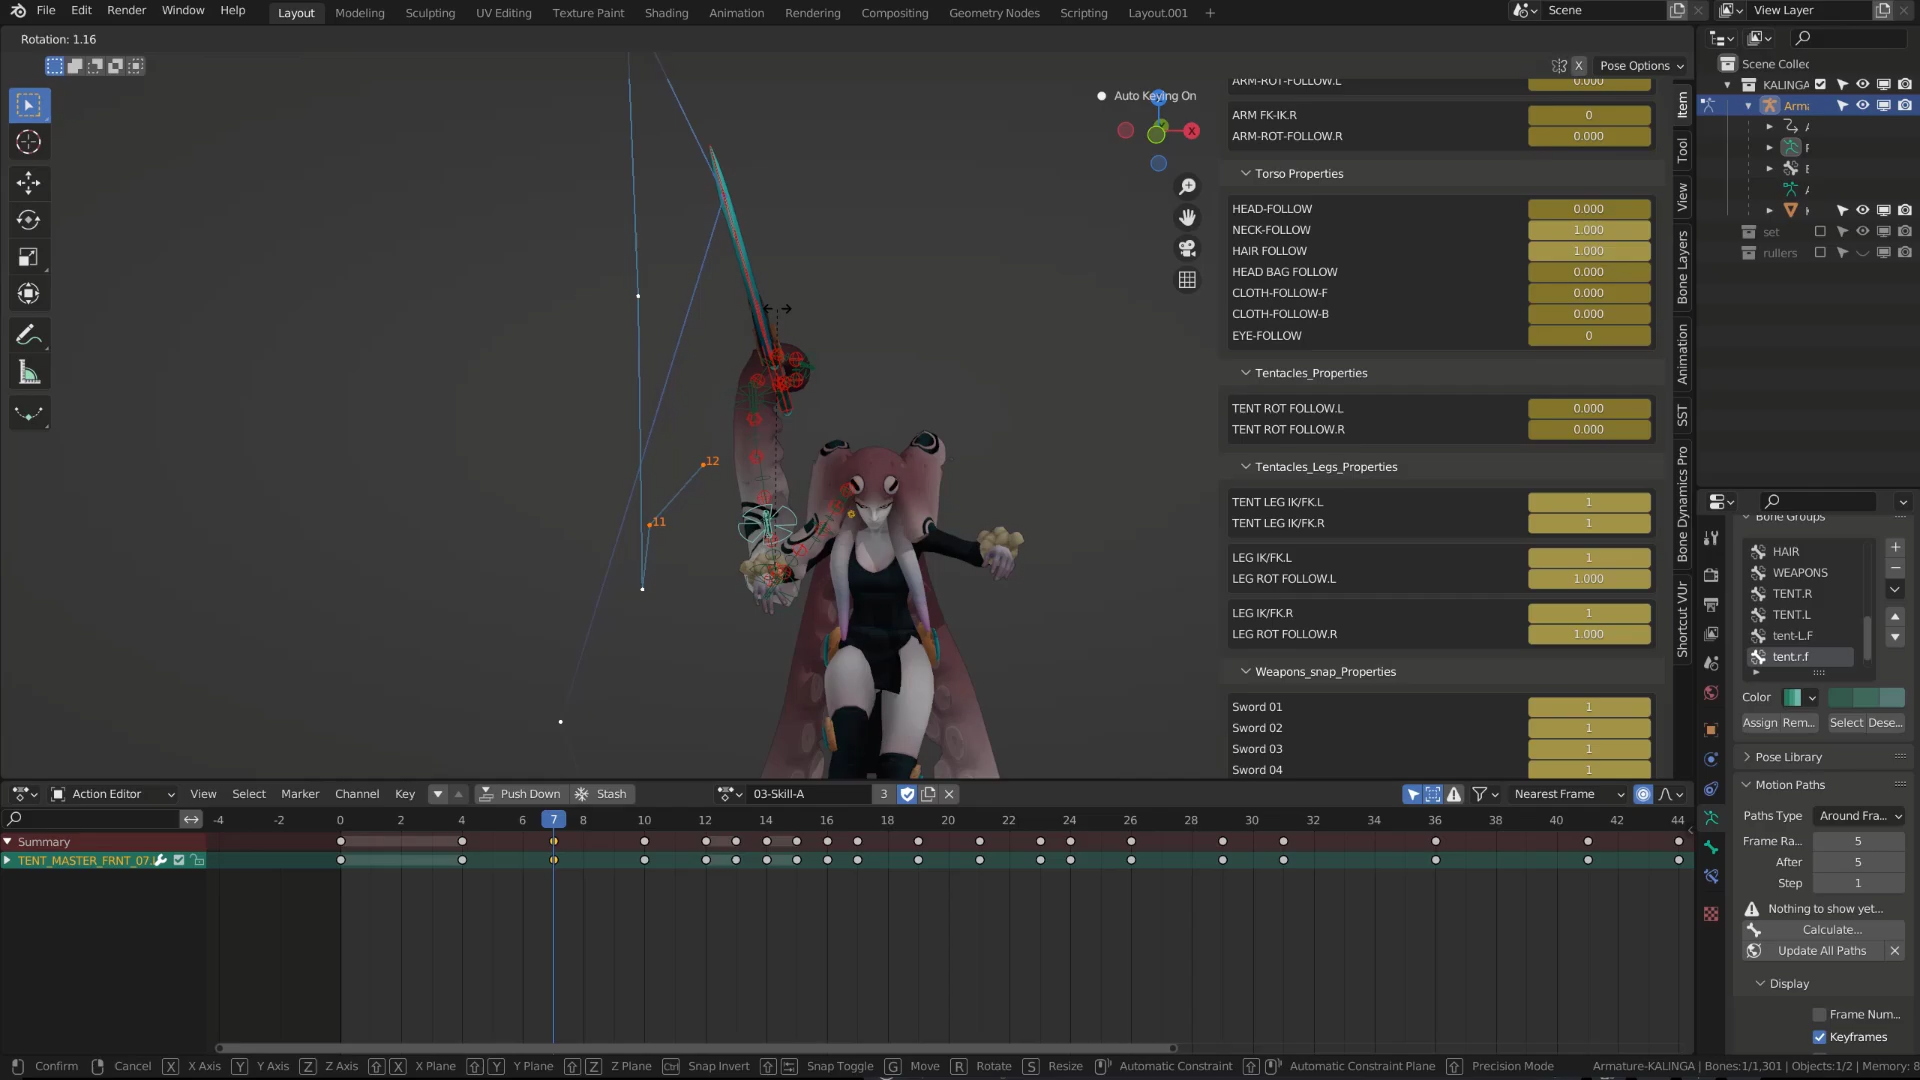 File Edit Render Window Help Layout Modeling Sculpting UV Editing Texture Paint Shading Animation Rendering Compositing Geometry Nodes Scripting Layout.001 + Scene View Layer
Rotation: 1.16
X Pose Options
Auto Keying On
X
ARM-ROT-FOLLOW.L 0.000
ARM FK-IK.R 0
ARM-ROT-FOLLOW.R 0.000
Torso Properties
HEAD-FOLLOW 0.000
NECK-FOLLOW 1.000
HAIR FOLLOW 1.000
HEAD BAG FOLLOW 0.000
CLOTH-FOLLOW-F 0.000
CLOTH-FOLLOW-B 0.000
EYE-FOLLOW 0
Tentacles_Properties
TENT ROT FOLLOW.L 0.000
TENT ROT FOLLOW.R 0.000
Tentacles_Legs_Properties
TENT LEG IK/FK.L 1
TENT LEG IK/FK.R 1
LEG IK/FK.L 1
LEG ROT FOLLOW.L 1.000
LEG IK/FK.R 1
LEG ROT FOLLOW.R 1.000
Weapons_snap_Properties
Sword 01 1
Sword 02 1
Sword 03 1
Sword 04 1
12
11
Item
Tool
View
Bone Layers
Animation
SST
Bone Dynamics Pro
Shortcut VUr
Scene Collec
KALINGA
Arma
set
rullers
Bone Groups
HAIR
WEAPONS
TENT.R
TENT.L
tent-L.F
tent.r.f
Color
Assign Rem... Select Dese...
Pose Library
Motion Paths
Paths Type Around Fra...
Frame Ra... 5
After 5
Step 1
Nothing to show yet...
Calculate...
Update All Paths
Display
Frame Num...
Keyframes
Action Editor View Select Marker Channel Key Push Down Stash 03-Skill-A 3 Nearest Frame
-4 -2 0 2 4 6 7 8 10 12 14 16 18 20 22 24 26 28 30 32 34 36 38 40 42 44
Summary
TENT_MASTER_FRNT_07.
Confirm Cancel X X Axis Y Y Axis Z Z Axis X X Plane Y Y Plane Z Z Plane Ctrl Snap Invert Snap Toggle G Move R Rotate S Resize Automatic Constraint Automatic Constraint Plane Precision Mode Armature-KALINGA | Bones:1/1,301 | Objects:1/2 | Memory: 8